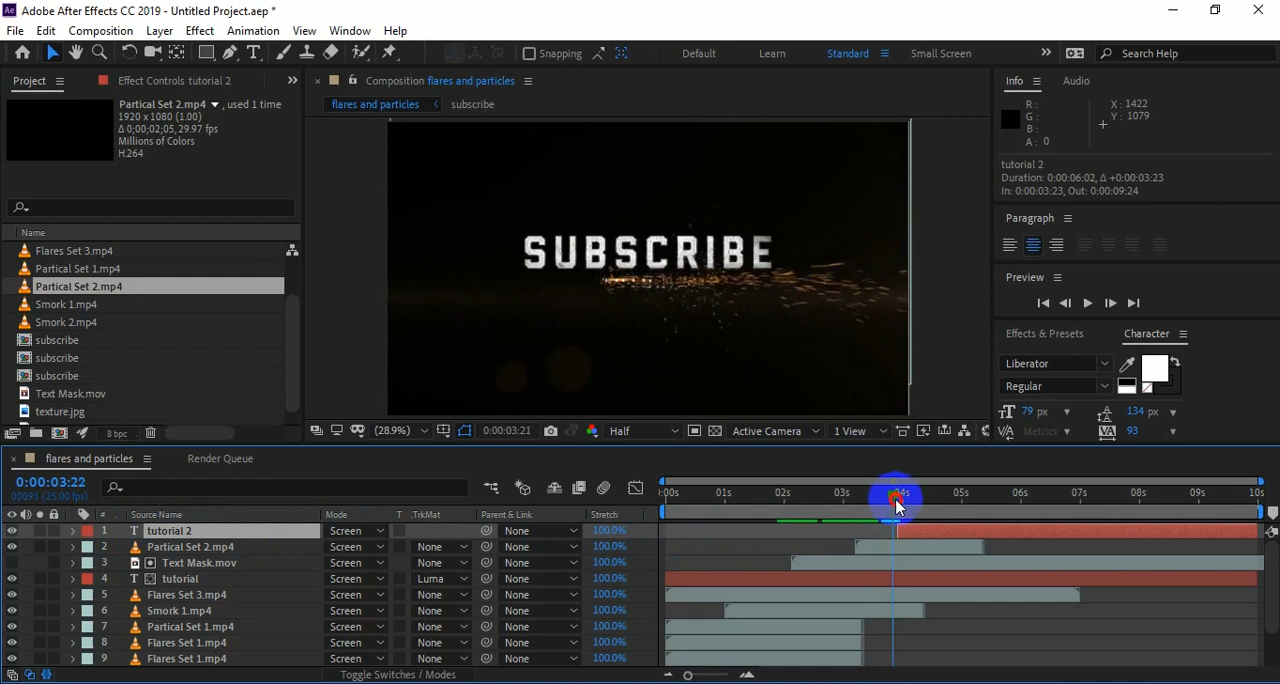 Adobe After Effects CC 2019 - Untitled Project.aep *
File Edit Composition Layer Effect Animation View Window Help
Snapping Default Learn Standard Small Screen Search Help
Project Effect Controls tutorial 2 Composition flares and particles Info Audio
Partical Set 2.mp4 , used 1 time
1920 x 1080 (1.00)
Δ 0;00;02;05, 29.97 fps
Millions of Colors
H.264
flares and particles subscribe
R :
G :
B :
A : 0
X : 1422
Y : 1079
tutorial 2
Duration: 0:00:06:02, Δ +0:00:03:23
In: 0:00:03:23, Out: 0:00:09:24
Name
Flares Set 3.mp4
Partical Set 1.mp4
Partical Set 2.mp4
Smork 1.mp4
Smork 2.mp4
subscribe
subscribe
subscribe
Text Mask.mov
texture.jpg
8 bpc
SUBSCRIBE
(28.9%) 0:00:03:21 Half Active Camera 1 View
Paragraph
Preview
Effects & Presets Character
Liberator
Regular
79 px 134 px
Metrics 93
flares and particles Render Queue
0:00:03:22
00093 (25.00 fps)
:00s 01s 02s 03s 04s 05s 06s 07s 08s 09s 10s
# Source Name Mode T .TrkMat Parent & Link Stretch
1 T tutorial 2 Screen None 100.0%
2 Partical Set 2.mp4 Screen None None 100.0%
3 Text Mask.mov Screen None None 100.0%
4 T tutorial Screen Luma None 100.0%
5 Flares Set 3.mp4 Screen None None 100.0%
6 Smork 1.mp4 Screen None None 100.0%
7 Partical Set 1.mp4 Screen None None 100.0%
8 Flares Set 1.mp4 Screen None None 100.0%
9 Flares Set 1.mp4 Screen None None 100.0%
Toggle Switches / Modes